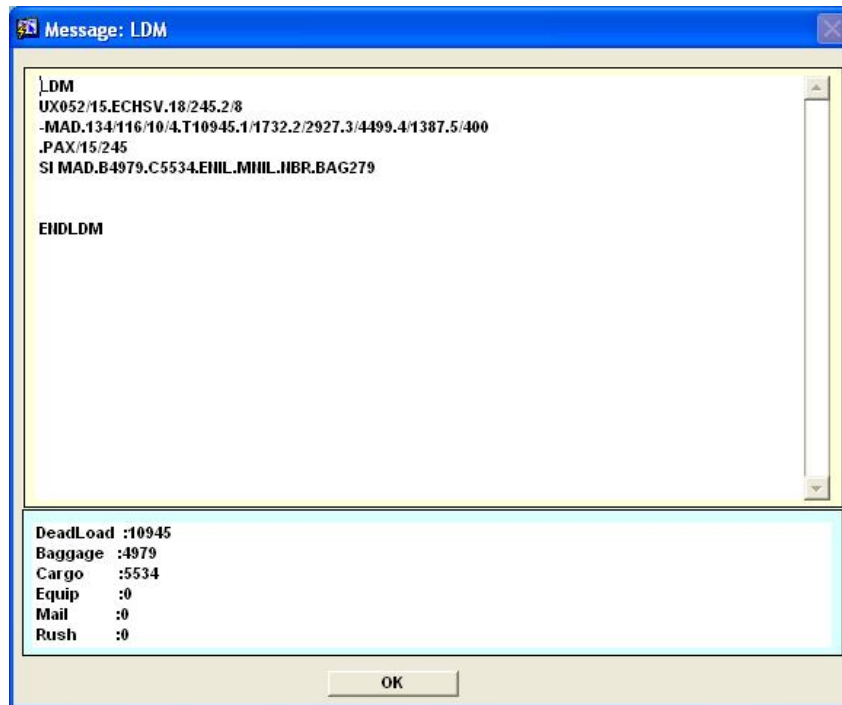 Message: LDM
LDM
UX052/15.ECHSV.18/245.2/8
-MAD.134/116/10/4.T10945.1/1732.2/2927.3/4499.4/1387.5/400
.PAX/15/245
SI MAD.B4979.C5534.ENIL.MNIL.NBR.BAG279
ENDLDM
DeadLoad :10945
Baggage :4979
Cargo :5534
Equip :0
Mail :0
Rush :0
OK